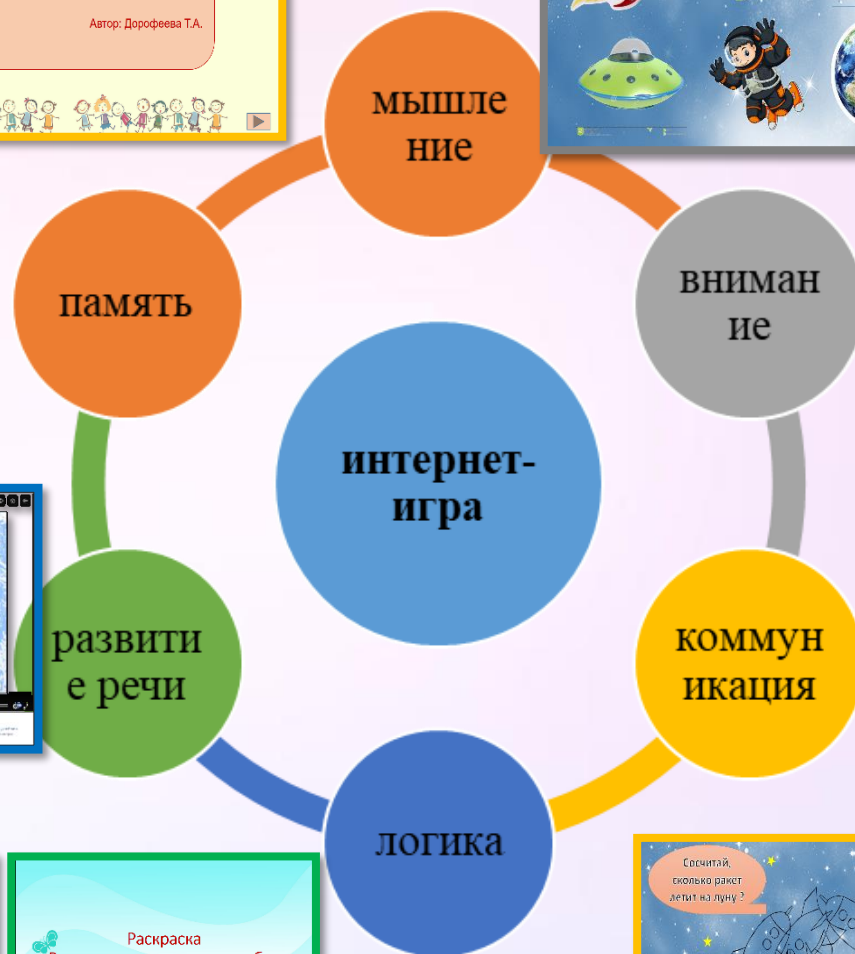 Автор: Дорофеева Т.А.
мышле
ние
память
вниман
ие
интернет-
игра
развити
е речи
коммун
икация
логика
Сосчитай,
сколько ракет
летит на луну ?
Раскраска